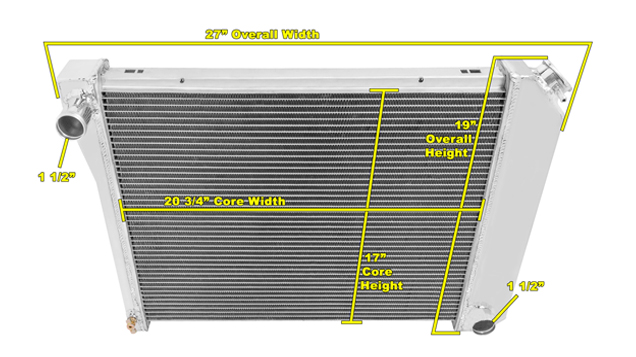 27” Overall Width
19”
Overall
Height
1 1/2”
20 3/4” Core Width
17”
Core
Height
1 1/2”